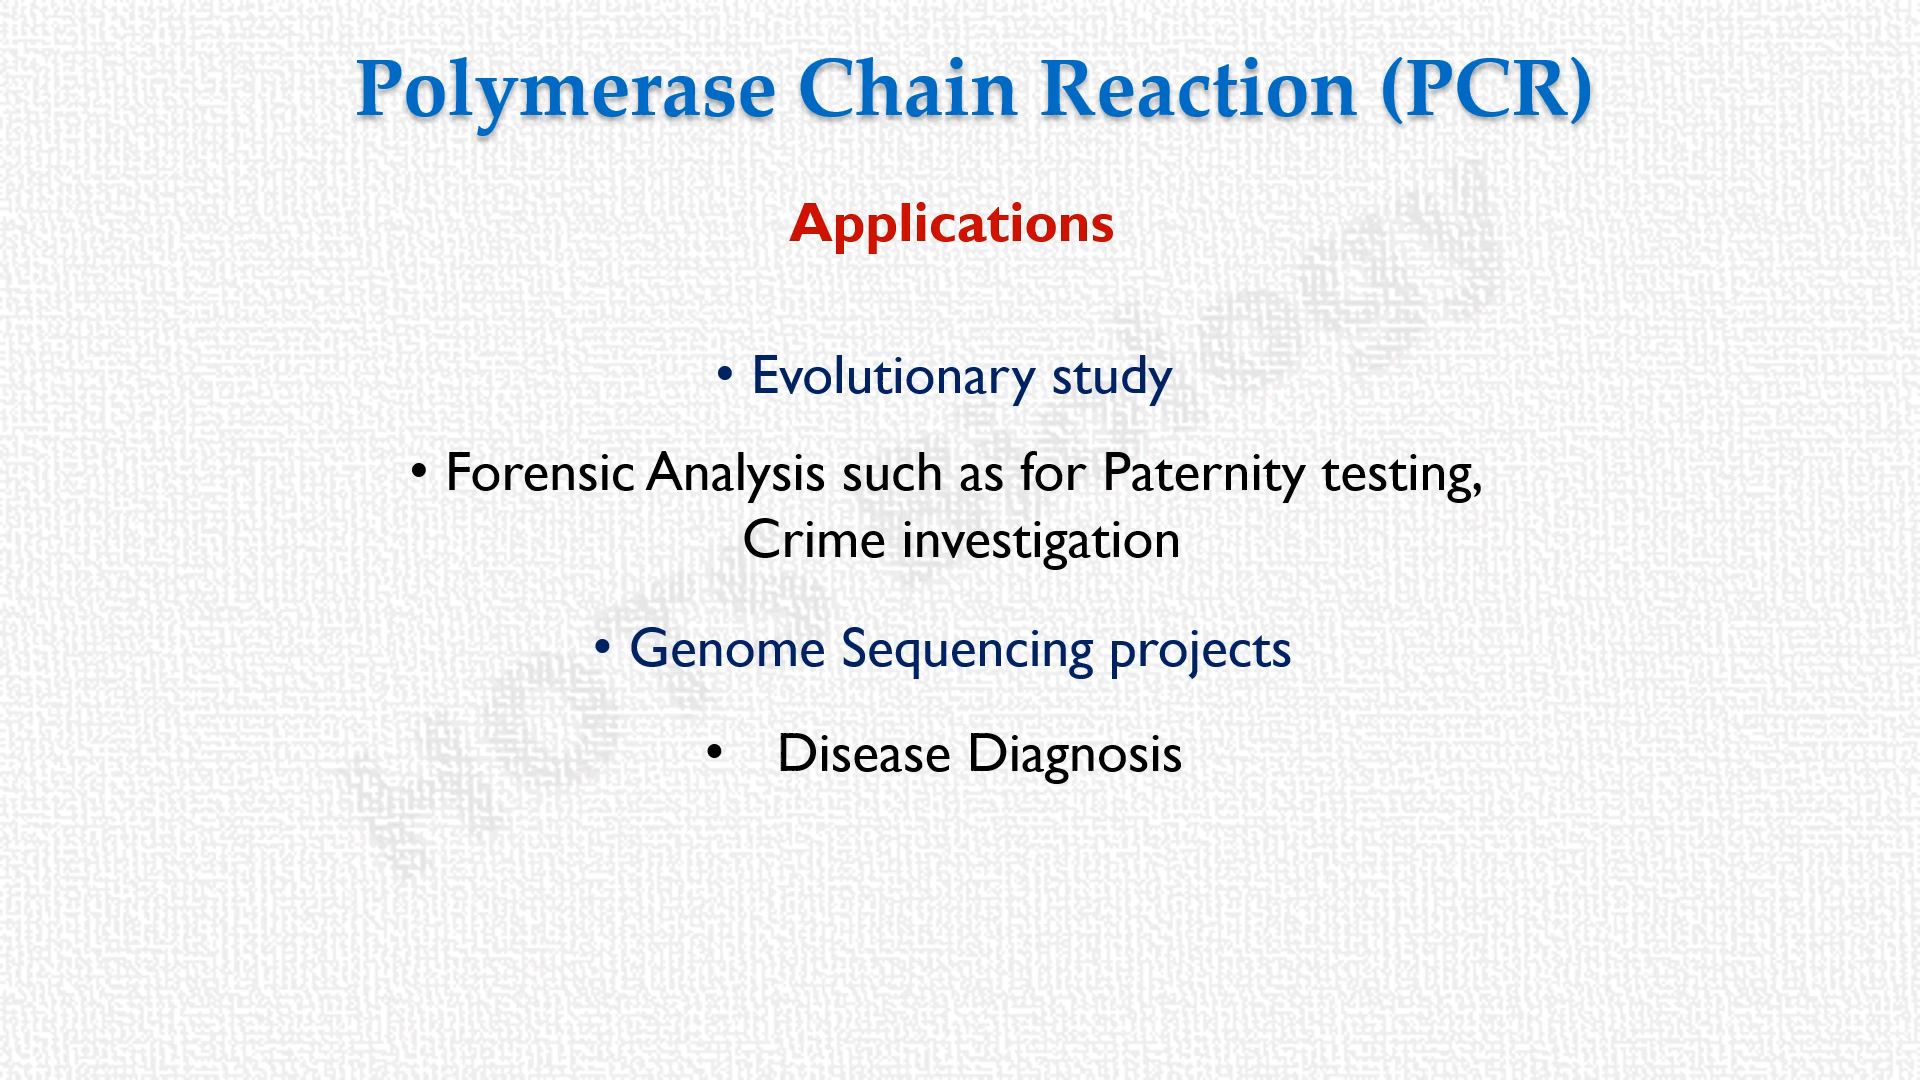 Polymerase Chain Reaction (PCR)
Applications
• Evolutionary study
• Forensic Analysis such as for Paternity testing,
Crime investigation
• Genome Sequencing projects
• Disease Diagnosis